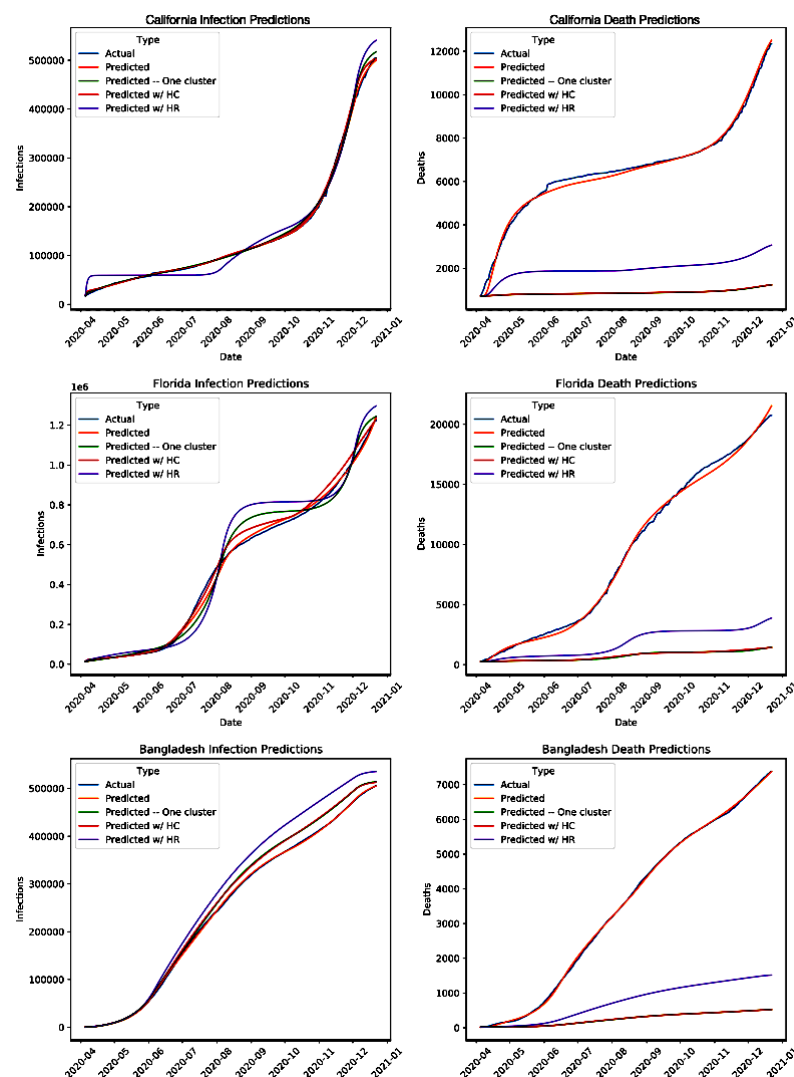 California Infection Predictions
Type
Actual
Predicted
Predicted -- One cluster
Predicted w/ HC
Predicted w/ HR
500000
400000
300000
200000
100000
0
Infections
2020-04 2020-05 2020-06 2020-07 2020-08 2020-09 2020-10 2020-11 2020-12 2021-01
Date
California Death Predictions
Type
Actual
Predicted
Predicted -- One cluster
Predicted w/ HC
Predicted w/ HR
12000
10000
8000
6000
4000
2000
Deaths
2020-04 2020-05 2020-06 2020-07 2020-08 2020-09 2020-10 2020-11 2020-12 2021-01
Date
Florida Infection Predictions
1e6
Type
Actual
Predicted
Predicted -- One cluster
Predicted w/ HC
Predicted w/ HR
1.2
1.0
0.8
0.6
0.4
0.2
0.0
Infections
2020-04 2020-05 2020-06 2020-07 2020-08 2020-09 2020-10 2020-11 2020-12 2021-01
Date
Florida Death Predictions
Type
Actual
Predicted
Predicted -- One cluster
Predicted w/ HC
Predicted w/ HR
20000
15000
10000
5000
0
Deaths
2020-04 2020-05 2020-06 2020-07 2020-08 2020-09 2020-10 2020-11 2020-12 2021-01
Date
Bangladesh Infection Predictions
Type
Actual
Predicted
Predicted -- One cluster
Predicted w/ HC
Predicted w/ HR
500000
400000
300000
200000
100000
0
Infections
2020-04 2020-05 2020-06 2020-07 2020-08 2020-09 2020-10 2020-11 2020-12 2021-01
Bangladesh Death Predictions
Type
Actual
Predicted
Predicted -- One cluster
Predicted w/ HC
Predicted w/ HR
7000
6000
5000
4000
3000
2000
1000
0
Deaths
2020-04 2020-05 2020-06 2020-07 2020-08 2020-09 2020-10 2020-11 2020-12 2021-01